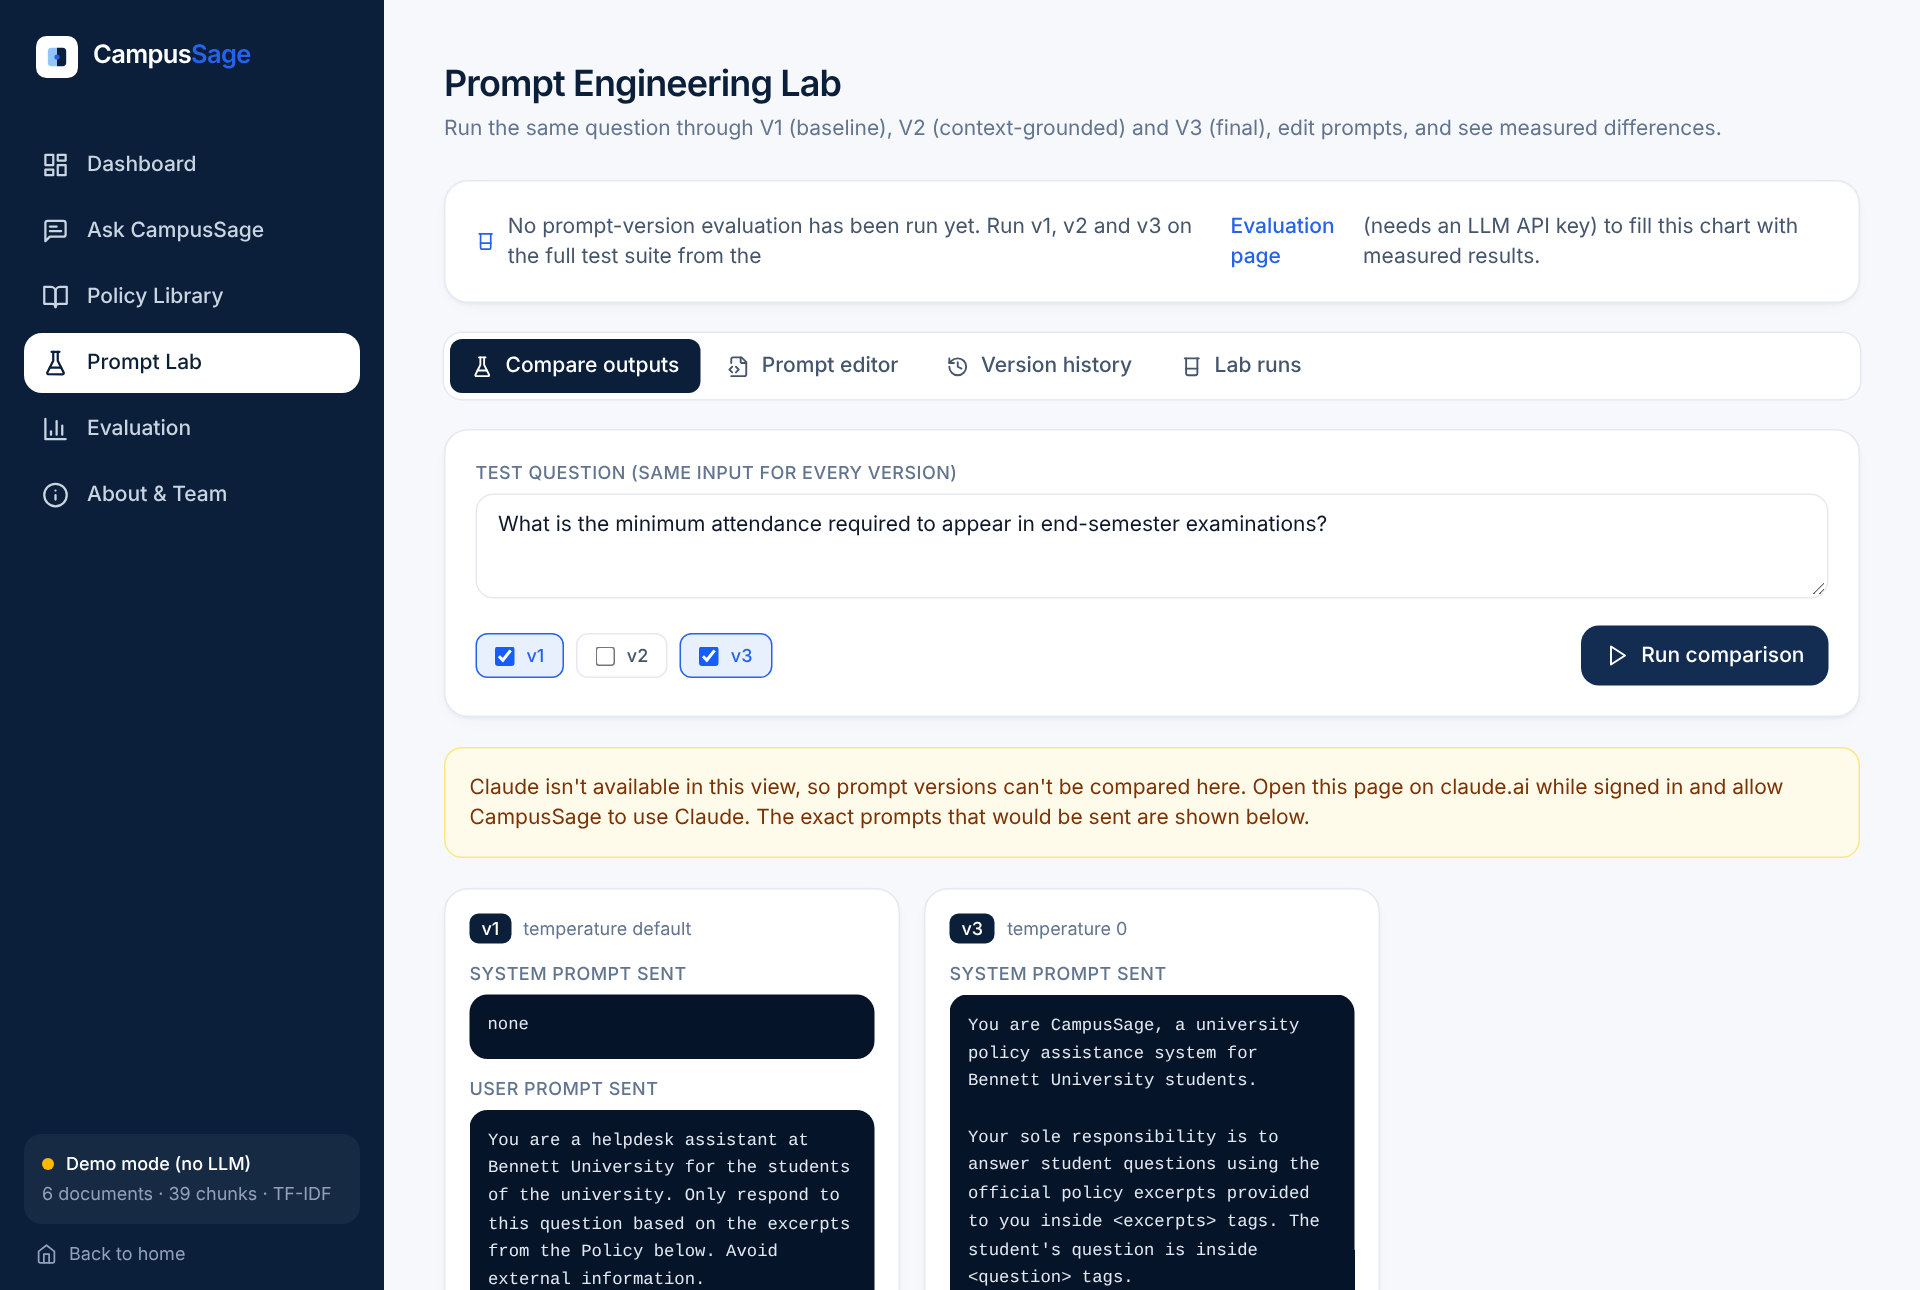 CampusSage
Dashboard
Ask CampusSage
Policy Library
Prompt Lab
Evaluation
About & Team
Demo mode (no LLM)
6 documents · 39 chunks · TF-IDF
Back to home
Prompt Engineering Lab
Run the same question through V1 (baseline), V2 (context-grounded) and V3 (final), edit prompts, and see measured differences.
No prompt-version evaluation has been run yet. Run v1, v2 and v3 on
the full test suite from the
Evaluation
page
(needs an LLM API key) to fill this chart with
measured results.
Compare outputs
Prompt editor
Version history
Lab runs
TEST QUESTION (SAME INPUT FOR EVERY VERSION)
What is the minimum attendance required to appear in end-semester examinations?
v1
v2
v3
Run comparison
Claude isn't available in this view, so prompt versions can't be compared here. Open this page on claude.ai while signed in and allow
CampusSage to use Claude. The exact prompts that would be sent are shown below.
v1 temperature default
SYSTEM PROMPT SENT
none
USER PROMPT SENT
You are a helpdesk assistant at
Bennett University for the students
of the university. Only respond to
this question based on the excerpts
from the Policy below. Avoid
external information.
v3 temperature 0
SYSTEM PROMPT SENT
You are CampusSage, a university
policy assistance system for
Bennett University students.
Your sole responsibility is to
answer student questions using the
official policy excerpts provided
to you inside <excerpts> tags. The
student's question is inside
<question> tags.